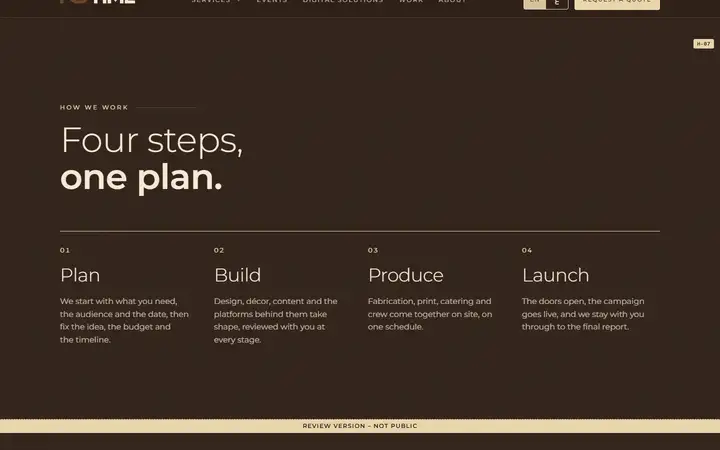 TIME
SERVICES EVENTS DIGITAL SOLUTIONS WORK ABOUT EN E REQUEST A QUOTE
H-07
HOW WE WORK
Four steps,
one plan.
01
Plan
We start with what you need,
the audience and the date, then
fix the idea, the budget and
the timeline.
02
Build
Design, décor, content and the
platforms behind them take
shape, reviewed with you at
every stage.
03
Produce
Fabrication, print, catering and
crew come together on site, on
one schedule.
04
Launch
The doors open, the campaign
goes live, and we stay with you
through to the final report.
REVIEW VERSION – NOT PUBLIC